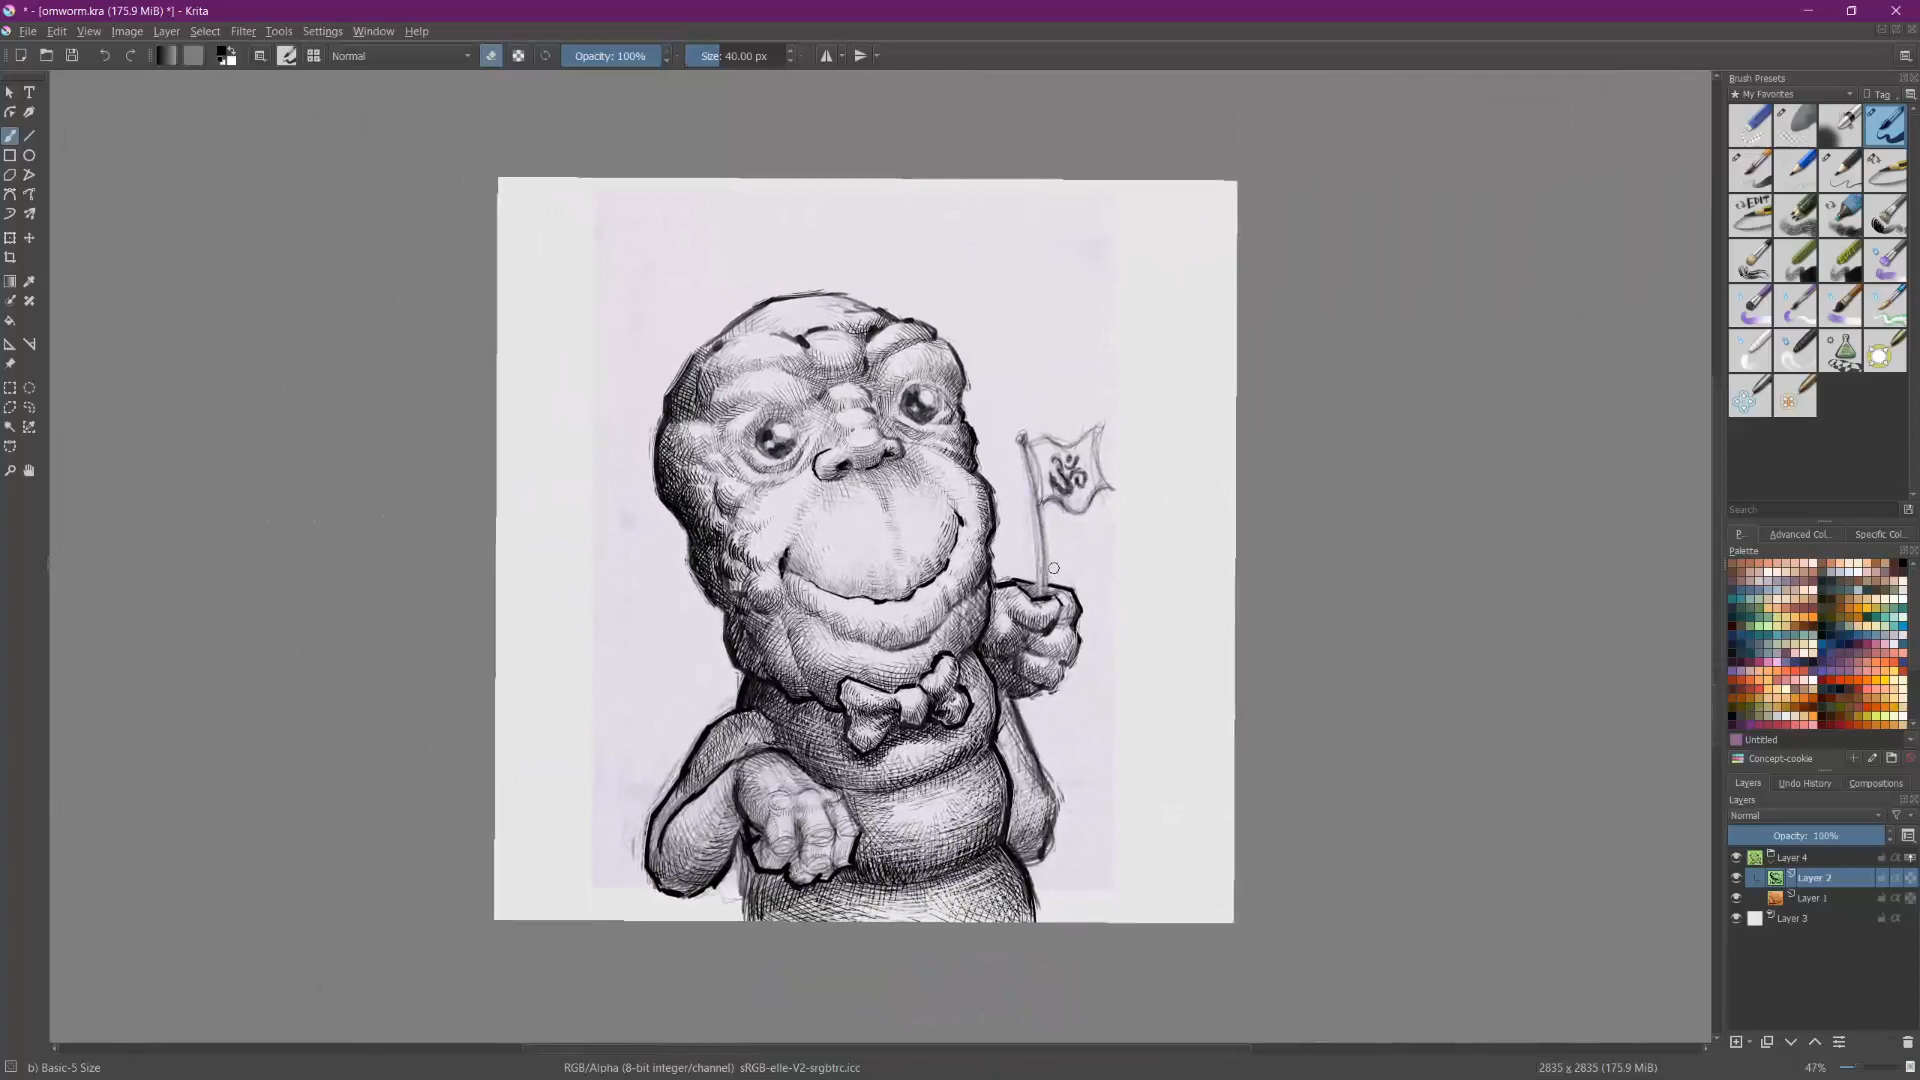 * - [omworm.kra (175.9 MiB) *] - Krita
File Edit View Image Layer Select Filter Tools Settings Window Help
Normal
Opacity: 100%
Size: 40.00 px
Brush Presets
★ My Favorites
Tag
EDIT
ॐ
Search
P...
Advanced Col...
Specific Col...
Palette
Untitled
Concept-cookie
Layers
Undo History
Compositions
Layers
Normal
Opacity: 100%
Layer 4
Layer 2
Layer 1
Layer 3
b) Basic-5 Size
RGB/Alpha (8-bit integer/channel) sRGB-elle-V2-srgbtrc.icc
2835 x 2835 (175.9 MiB)
47%